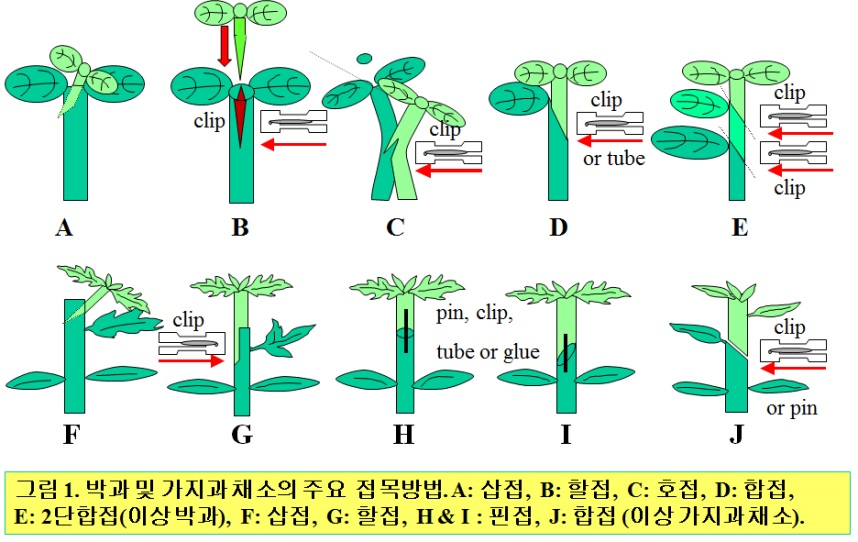 clip
clip
clip
clip
or tube
clip
clip
A
B
C
D
E
clip
pin, clip,
tube or glue
clip
or pin
F
G
H
I
J
그림 1. 박과 및 가지과 채소의 주요 접목방법. A: 삽접, B: 할접, C: 호접, D: 합접,
E: 2단합접(이상 박과), F: 삽접, G: 할접, H & I : 핀접, J: 합접 (이상 가지과 채소).